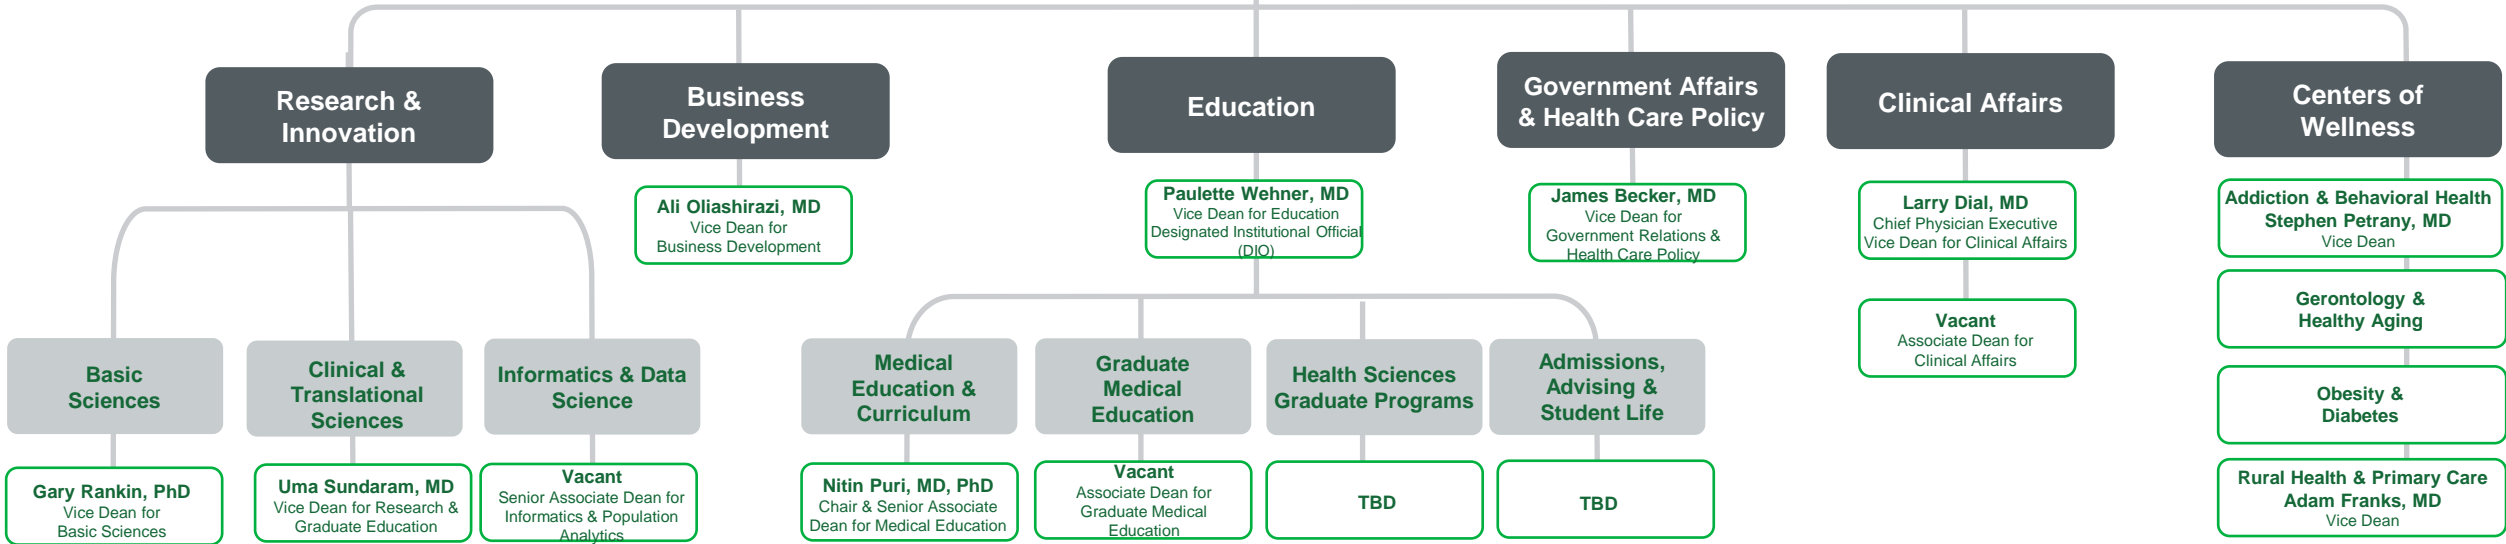 Research &
Innovation
Business
Development
Education
Government Affairs
& Health Care Policy
Clinical Affairs
Centers of
Wellness
Ali Oliashirazi, MD
Vice Dean for
Business Development
Paulette Wehner, MD
Vice Dean for Education
Designated Institutional Official
(DIO)
James Becker, MD
Vice Dean for
Government Relations &
Health Care Policy
Larry Dial, MD
Chief Physician Executive
Vice Dean for Clinical Affairs
Vacant
Associate Dean for
Clinical Affairs
Addiction & Behavioral Health
Stephen Petrany, MD
Vice Dean
Gerontology &
Healthy Aging
Obesity &
Diabetes
Rural Health & Primary Care
Adam Franks, MD
Vice Dean
Basic
Sciences
Clinical &
Translational
Sciences
Informatics & Data
Science
Medical
Education &
Curriculum
Graduate
Medical
Education
Health Sciences
Graduate Programs
Admissions,
Advising &
Student Life
Gary Rankin, PhD
Vice Dean for
Basic Sciences
Uma Sundaram, MD
Vice Dean for Research &
Graduate Education
Vacant
Senior Associate Dean for
Informatics & Population
Analytics
Nitin Puri, MD, PhD
Chair & Senior Associate
Dean for Medical Education
Vacant
Associate Dean for
Graduate Medical
Education
TBD
TBD